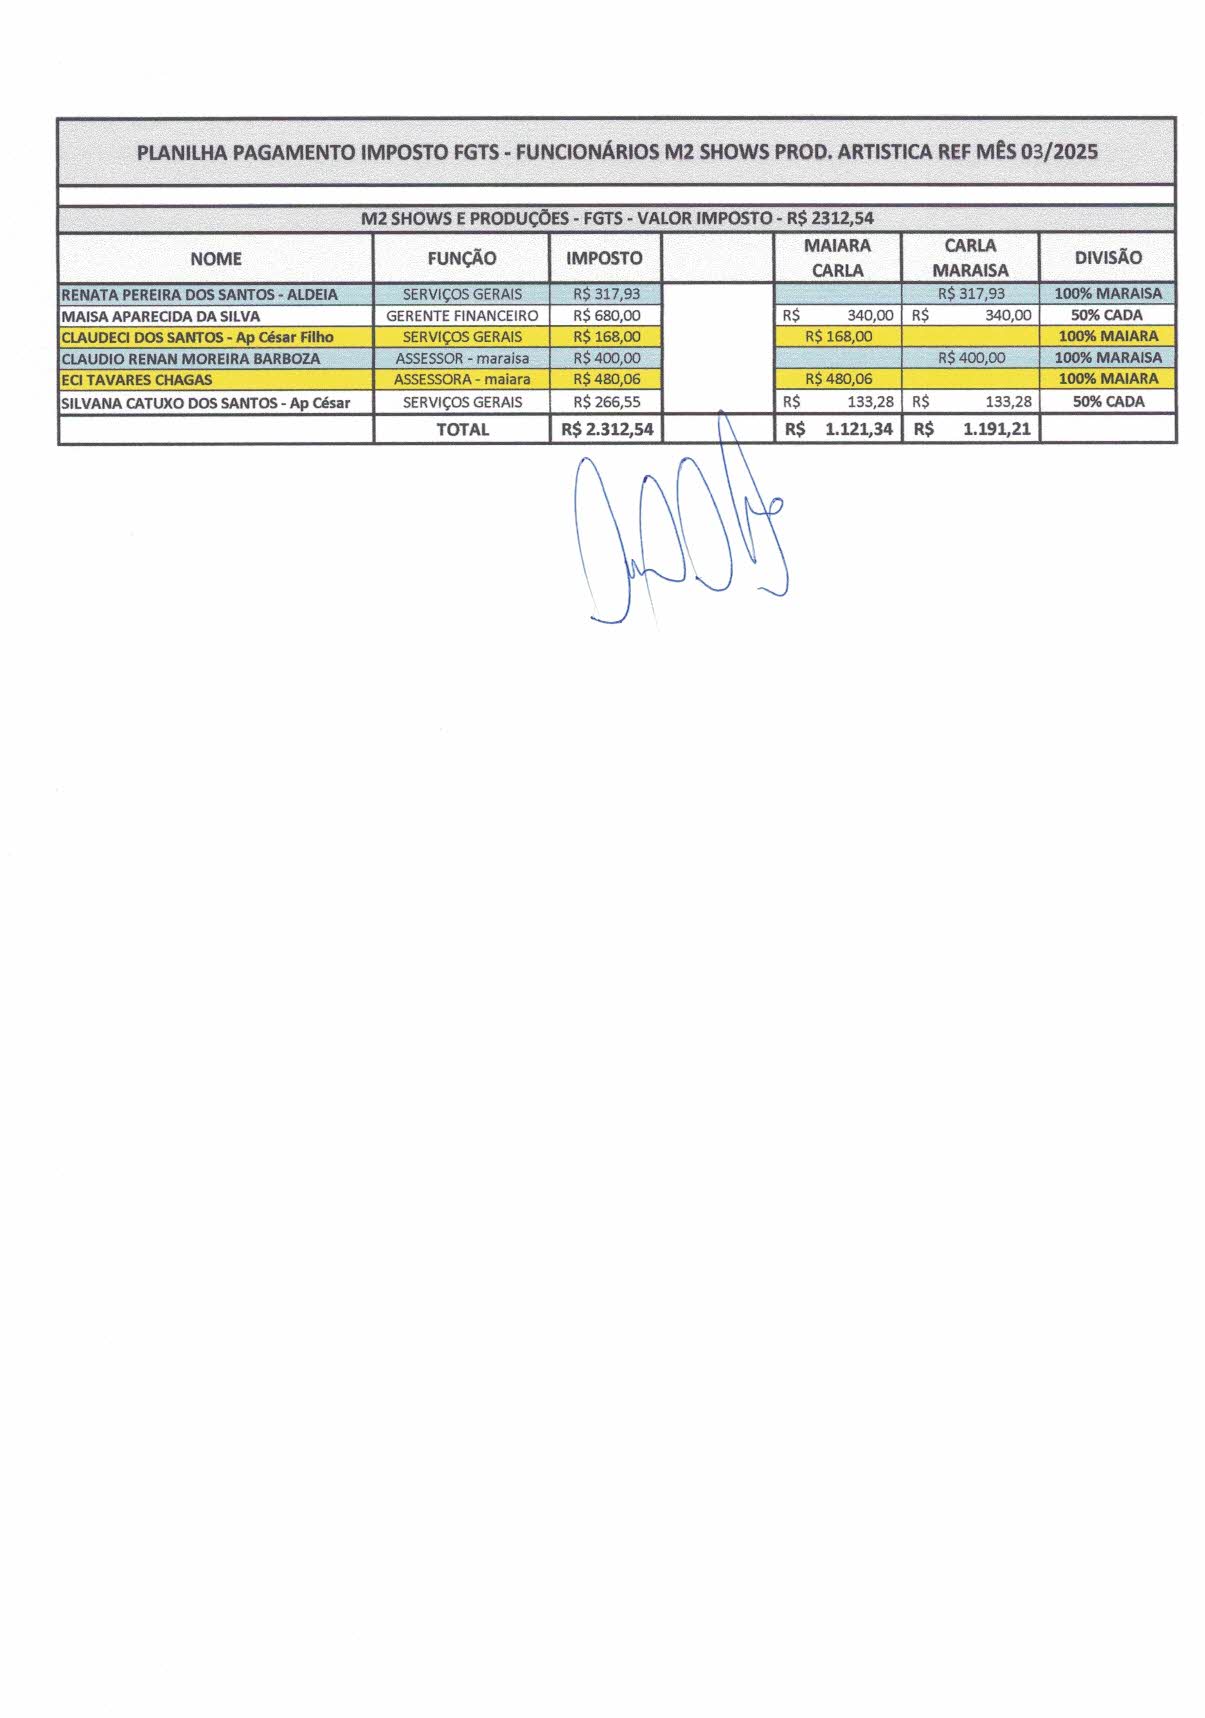 PLANILHA PAGAMENTO IMPOSTO FGTS - FUNCIONÁRIOS M2 SHOWS PROD. ARTISTICA REF MÊS 03/2025
M2 SHOWS E PRODUÇÕES - FGTS - VALOR IMPOSTO - R$ 2312,54
NOME FUNÇÃO IMPOSTO MAIARA CARLA CARLA MARAISA DIVISÃO
RENATA PEREIRA DOS SANTOS - ALDEIA SERVIÇOS GERAIS R$ 317,93 R$ 317,93 100% MARAISA
MAISA APARECIDA DA SILVA GERENTE FINANCEIRO R$ 680,00 R$ 340,00 R$ 340,00 50% CADA
CLAUDECI DOS SANTOS - Ap César Filho SERVIÇOS GERAIS R$ 168,00 R$ 168,00 100% MAIARA
CLAUDIO RENAN MOREIRA BARBOZA ASSESSOR - maraisa R$ 400,00 R$ 400,00 100% MARAISA
ECI TAVARES CHAGAS ASSESSORA - maiara R$ 480,06 R$ 480,06 100% MAIARA
SILVANA CATUXO DOS SANTOS - Ap César SERVIÇOS GERAIS R$ 266,55 R$ 133,28 R$ 133,28 50% CADA
TOTAL R$ 2.312,54 R$ 1.121,34 R$ 1.191,21